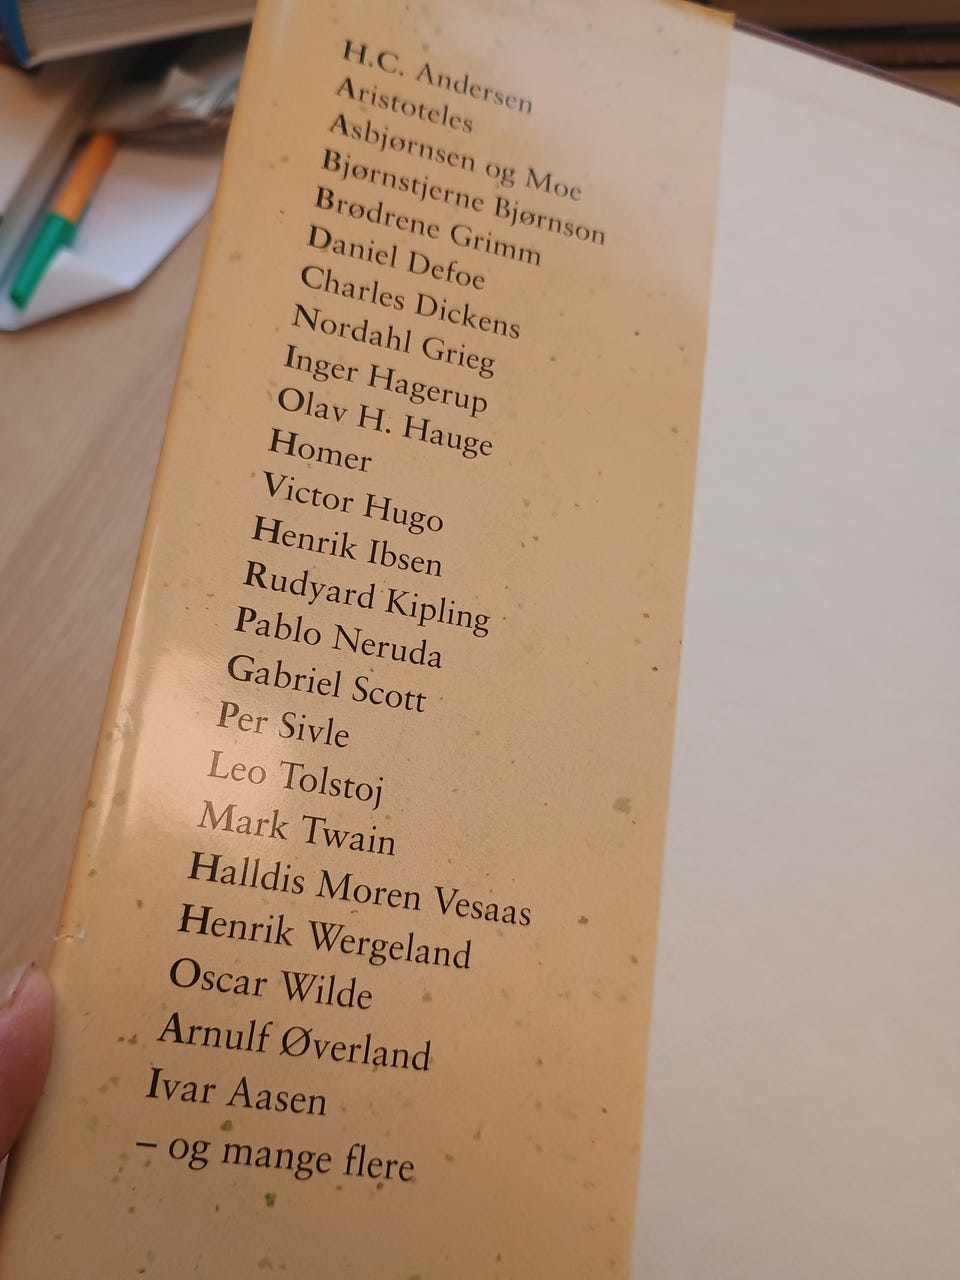 H.C. Andersen
Aristoteles
Asbjørnsen og Moe
Bjørnstjerne Bjørnson
Brødrene Grimm
Daniel Defoe
Charles Dickens
Nordahl Grieg
Inger Hagerup
Olav H. Hauge
Homer
Victor Hugo
Henrik Ibsen
Rudyard Kipling
Pablo Neruda
Gabriel Scott
Per Sivle
Leo Tolstoj
Mark Twain
Halldis Moren Vesaas
Henrik Wergeland
Oscar Wilde
Arnulf Øverland
Ivar Aasen
– og mange flere